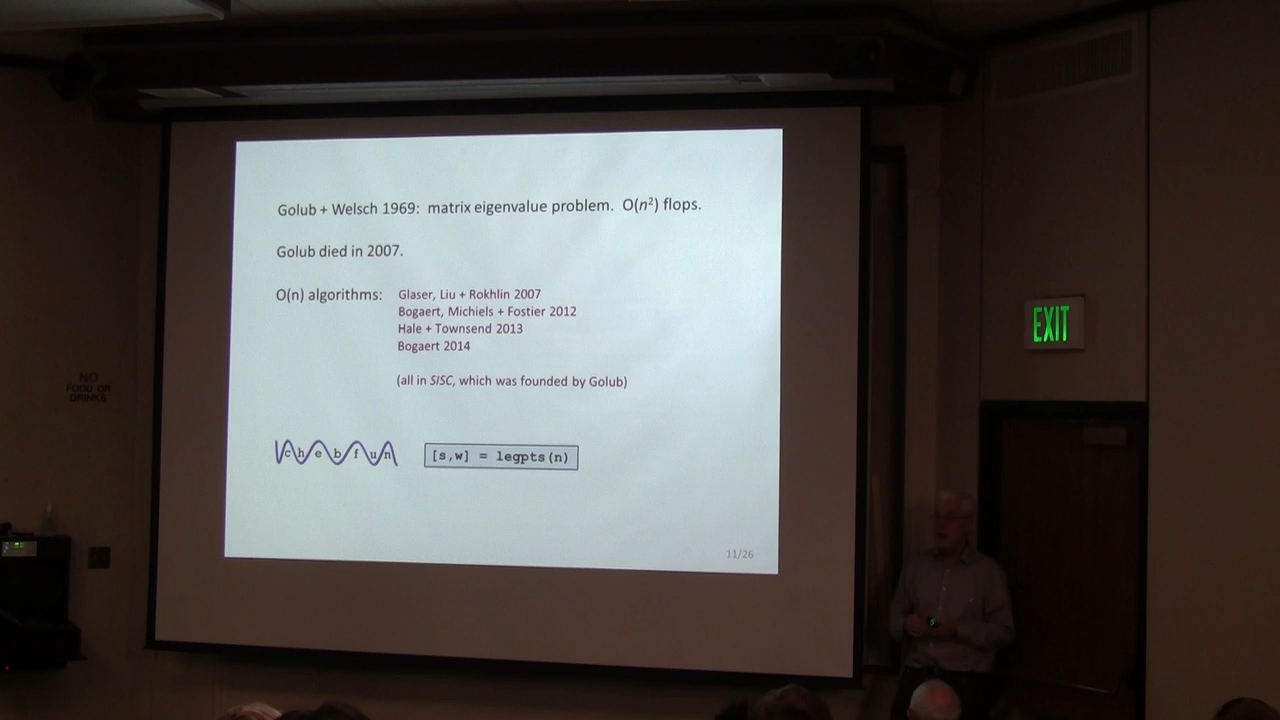 Golub + Welsch 1969: matrix eigenvalue problem. O(n²) flops.
Golub died in 2007.
O(n) algorithms: Glaser, Liu + Rokhlin 2007
Bogaert, Michiels + Fostier 2012
Hale + Townsend 2013
Bogaert 2014
(all in SISC, which was founded by Golub)
chebfun [s,w] = legpts(n)
11/26
EXIT
NO
FOOD OR
DRINKS